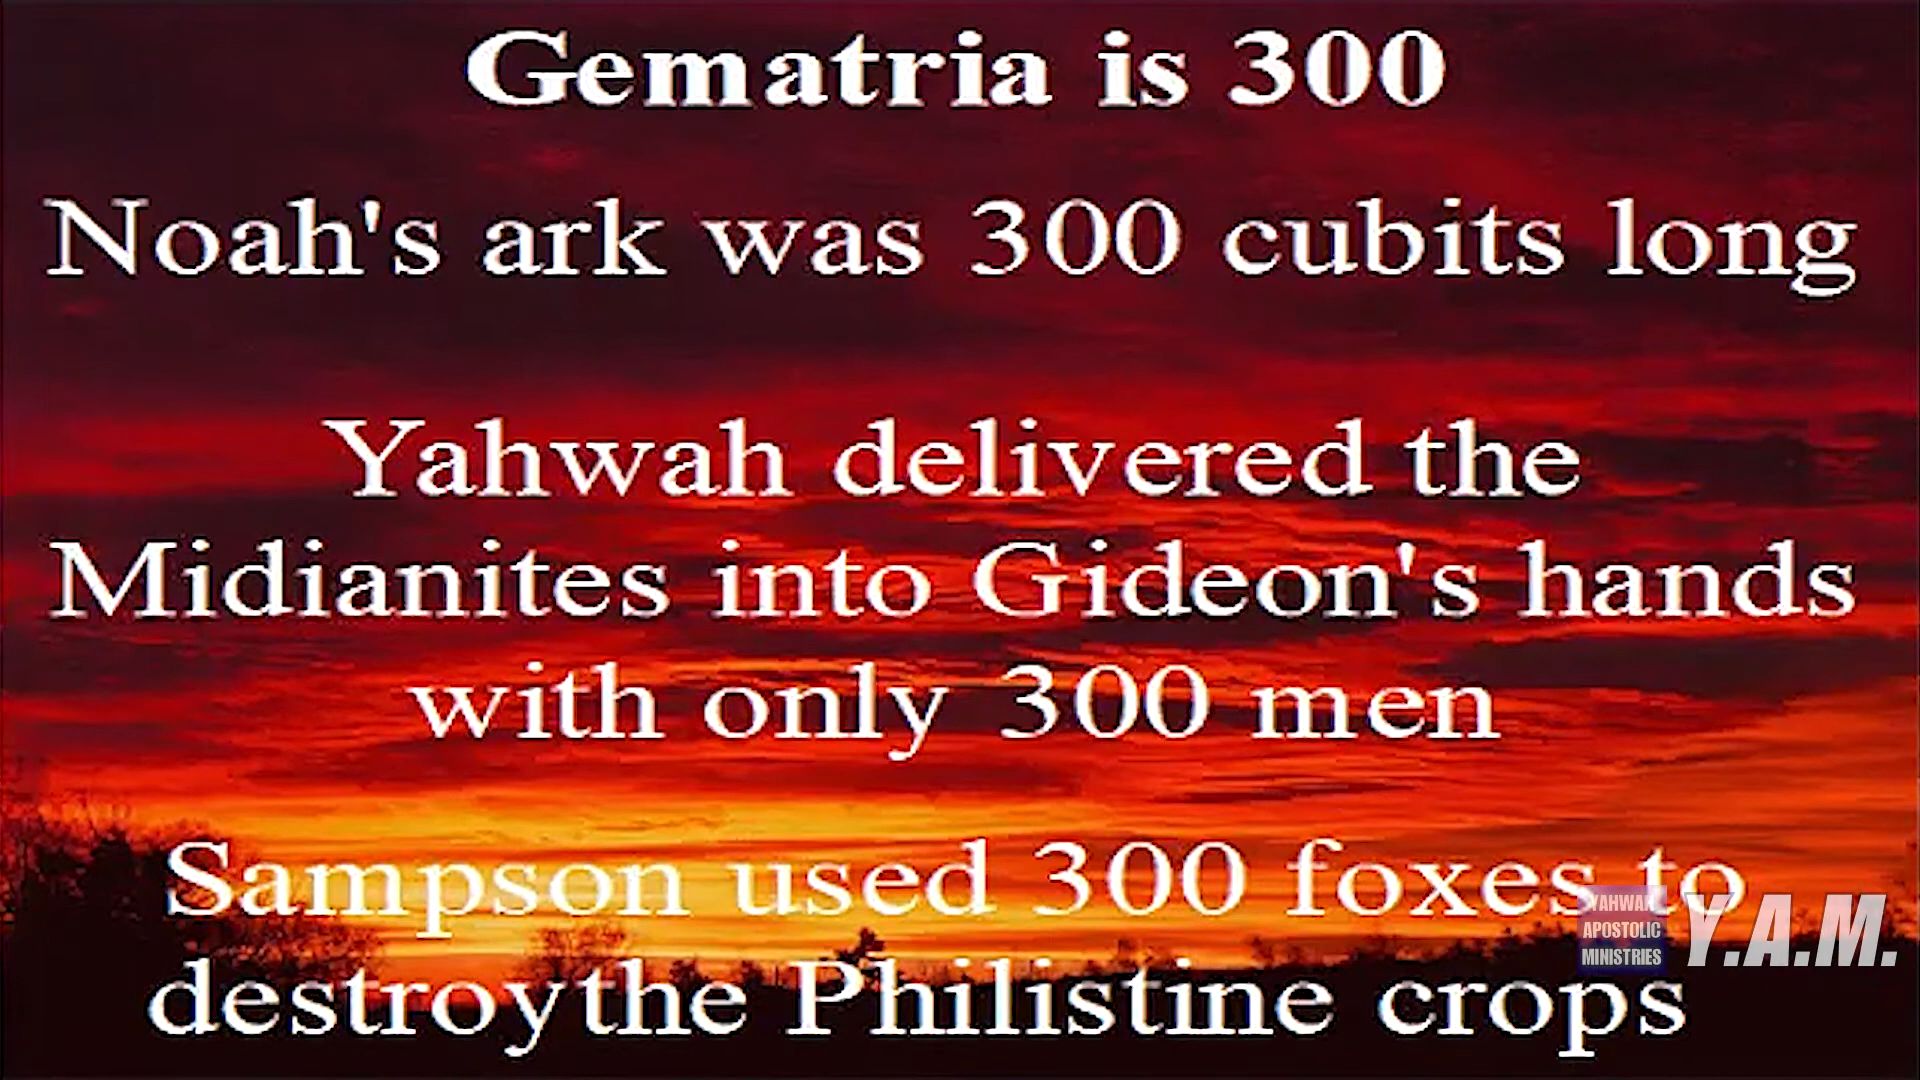 Gematria is 300
Noah's ark was 300 cubits long
Yahwah delivered the
Midianites into Gideon's hands
with only 300 men
Sampson used 300 foxes to
destroythe Philistine crops
YAHWAH
APOSTOLIC
MINISTRIES
Y.A.M.